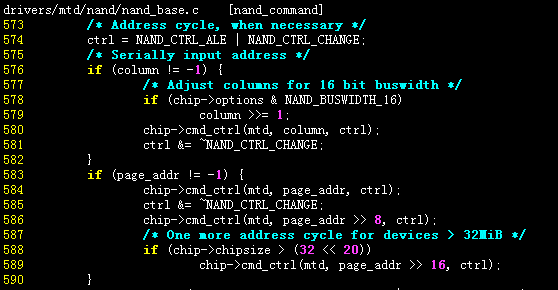 drivers/mtd/nand/nand_base.c [nand_command]
573 /* Address cycle, when necessary */
574 ctrl = NAND_CTRL_ALE | NAND_CTRL_CHANGE;
575 /* Serially input address */
576 if (column != -1) {
577 /* Adjust columns for 16 bit buswidth */
578 if (chip->options & NAND_BUSWIDTH_16)
579 column >>= 1;
580 chip->cmd_ctrl(mtd, column, ctrl);
581 ctrl &= ~NAND_CTRL_CHANGE;
582 }
583 if (page_addr != -1) {
584 chip->cmd_ctrl(mtd, page_addr, ctrl);
585 ctrl &= ~NAND_CTRL_CHANGE;
586 chip->cmd_ctrl(mtd, page_addr >> 8, ctrl);
587 /* One more address cycle for devices > 32MiB */
588 if (chip->chipsize > (32 << 20))
589 chip->cmd_ctrl(mtd, page_addr >> 16, ctrl);
590 }